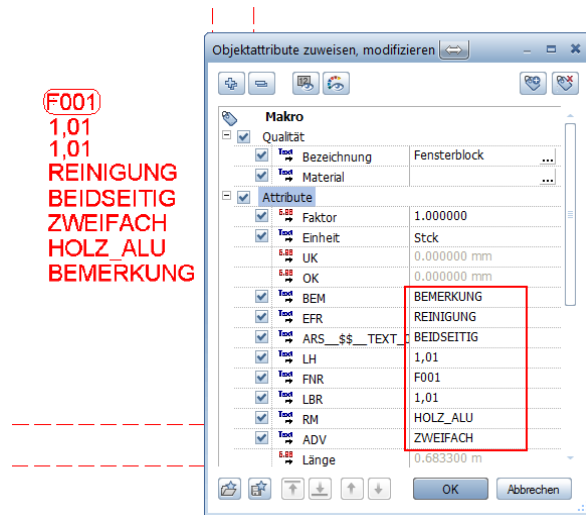 F001
1,01
1,01
REINIGUNG
BEIDSEITIG
ZWEIFACH
HOLZ_ALU
BEMERKUNG
Objektattribute zuweisen, modifizieren
Makro
Qualität
Bezeichnung Fensterblock ...
Material ...
Attribute
Faktor 1.000000
Einheit Stck
UK 0.000000 mm
OK 0.000000 mm
BEM BEMERKUNG
EFR REINIGUNG
ARS__$$__TEXT_ BEIDSEITIG
LH 1,01
FNR F001
LBR 1,01
RM HOLZ_ALU
ADV ZWEIFACH
Länge 0.683300 m
OK Abbrechen